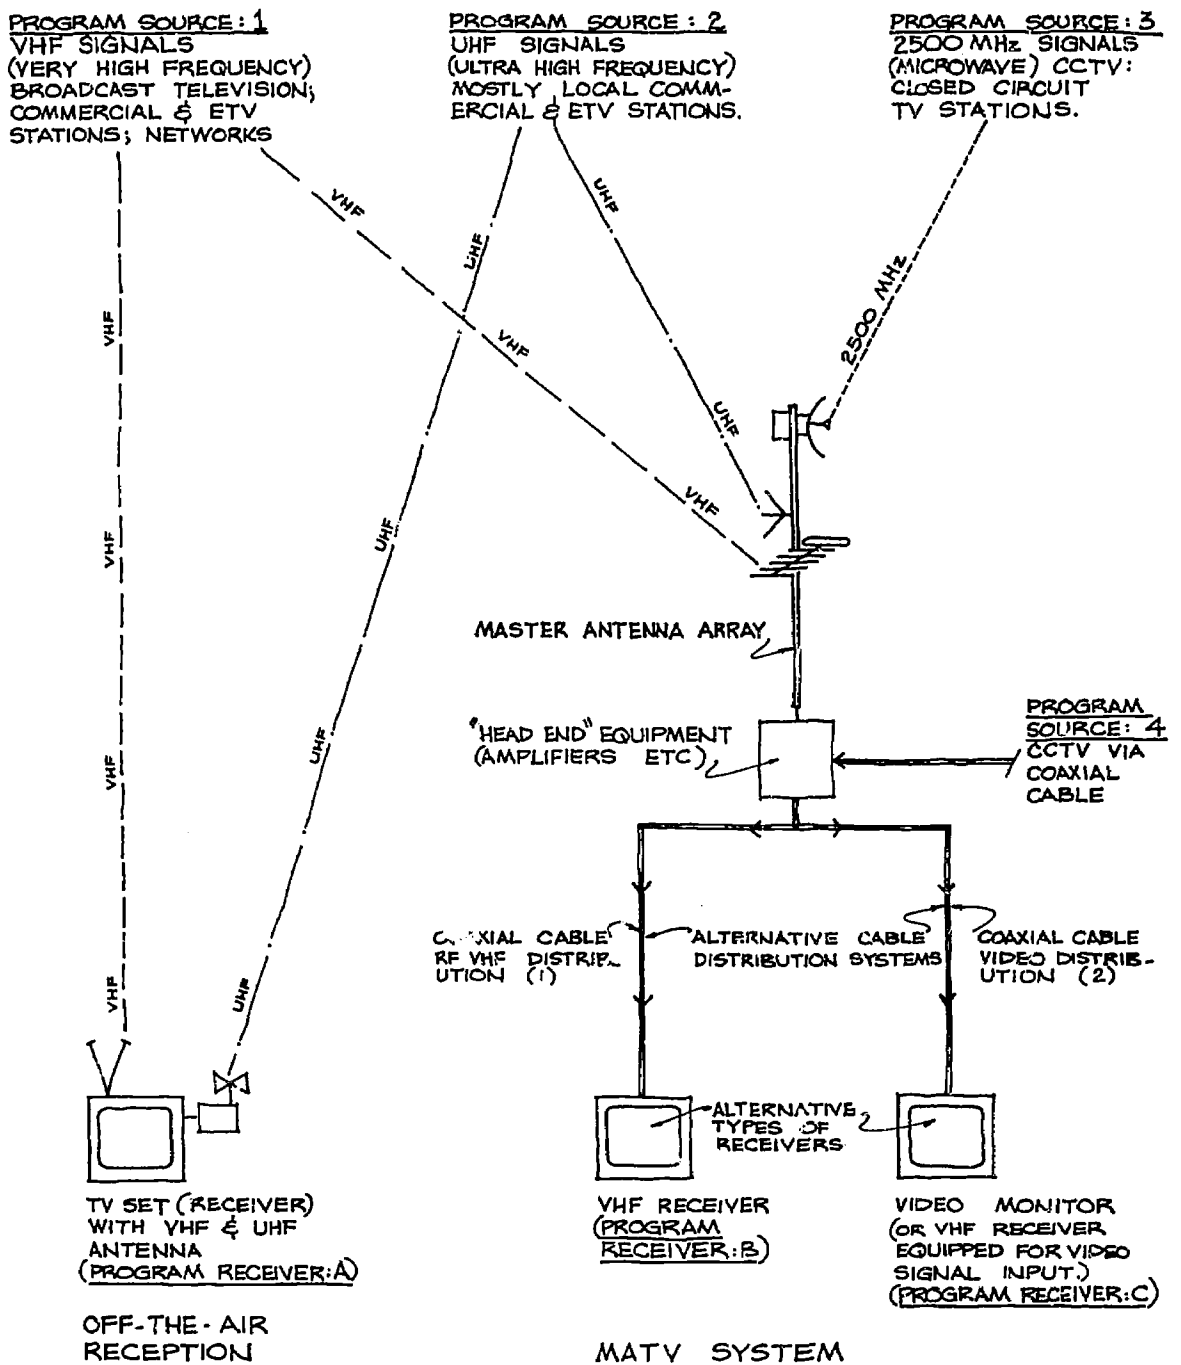 PROGRAM SOURCE: 1
VHF SIGNALS
(VERY HIGH FREQUENCY)
BROADCAST TELEVISION;
COMMERCIAL & ETV
STATIONS; NETWORKS
PROGRAM SOURCE: 2
UHF SIGNALS
(ULTRA HIGH FREQUENCY)
MOSTLY LOCAL COMM-
ERCIAL & ETV STATIONS.
PROGRAM SOURCE: 3
2500 MHz SIGNALS
(MICROWAVE) CCTV:
CLOSED CIRCUIT
TV STATIONS.
VHF
UHF
UHF
2500 MHz
VHF
VHF
UHF
VHF
VHF
UHF
MASTER ANTENNA ARRAY
"HEAD END" EQUIPMENT
(AMPLIFIERS ETC)
PROGRAM
SOURCE: 4
CCTV VIA
COAXIAL
CABLE
UHF
VHF
VHF
UHF
C XIAL CABLE
RF VHF DISTRIB-
UTION (1)
ALTERNATIVE CABLE
DISTRIBUTION SYSTEMS
COAXIAL CABLE
VIDEO DISTRIB-
UTION (2)
ALTERNATIVE
TYPES OF
RECEIVERS
TV SET (RECEIVER)
WITH VHF & UHF
ANTENNA
(PROGRAM RECEIVER:A)
VHF RECEIVER
(PROGRAM
RECEIVER:B)
VIDEO MONITOR
(OR VHF RECEIVER
EQUIPPED FOR VIDEO
SIGNAL INPUT.)
(PROGRAM RECEIVER:C)
OFF-THE-AIR
RECEPTION
MATV SYSTEM